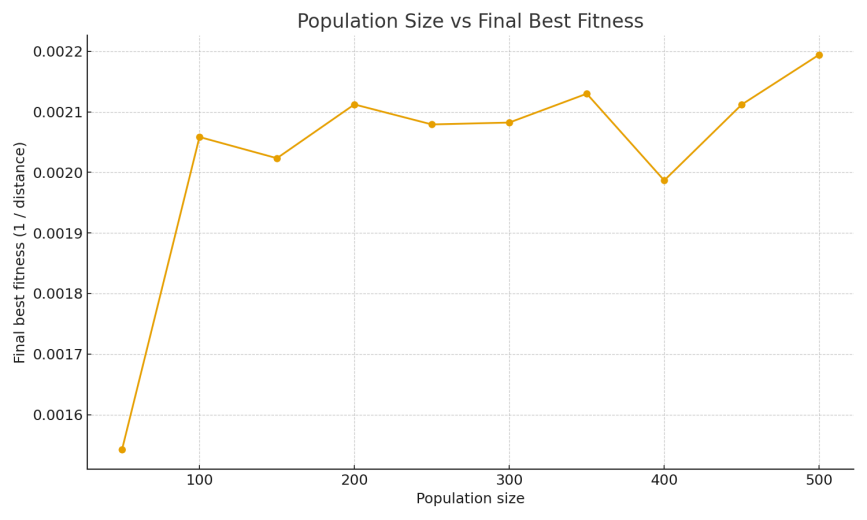 Population Size vs Final Best Fitness
Final best fitness (1 / distance)
0.0022
0.0021
0.0020
0.0019
0.0018
0.0017
0.0016
100 200 300 400 500
Population size